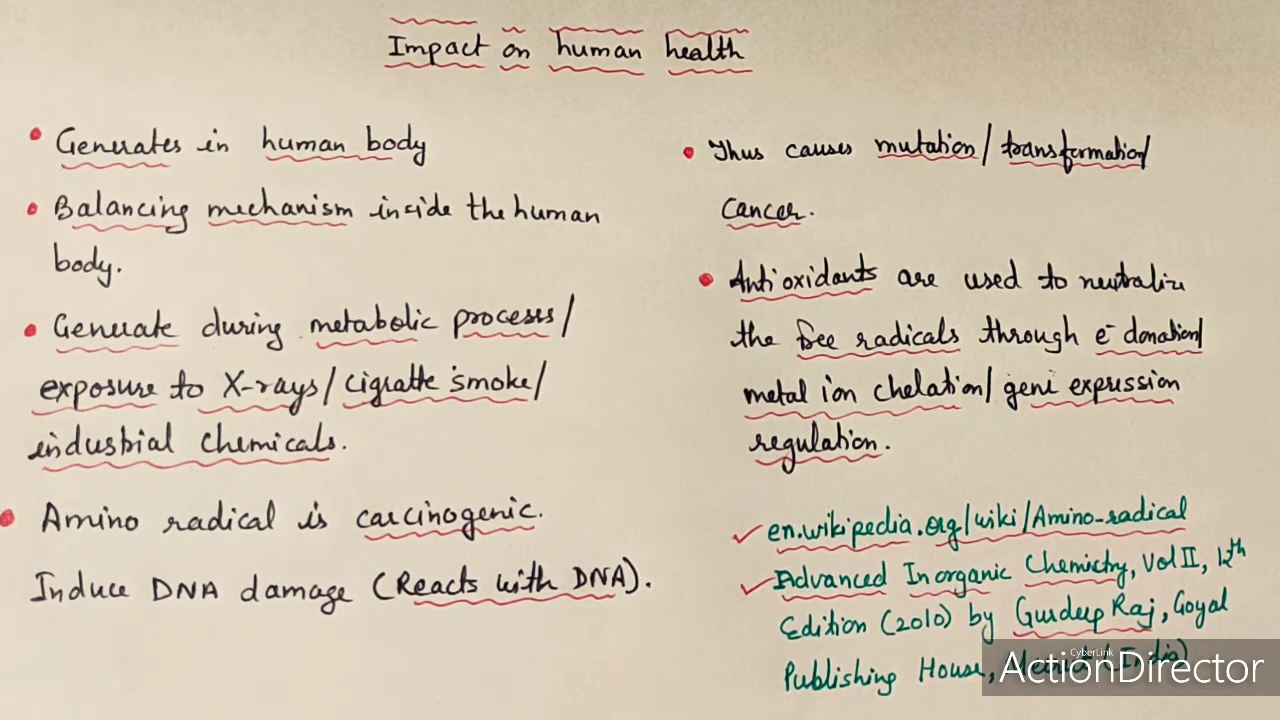 Impact on human health
• Generates in human body
• Balancing mechanism inside the human
body.
• Generate during metabolic processes/
exposure to X-rays/cigratte smoke/
industrial chemicals.
• Amino radical is carcinogenic.
Induce DNA damage (Reacts with DNA).
• Thus causes mutation/transformation/
cancer.
• Antioxidants are used to neutralize
the free radicals through e⁻ donation/
metal ion chelation/gene expression
regulation.
✓ en.wikipedia.org/wiki/Amino-radical
✓ Advanced Inorganic Chemistry, Vol II, 12th
Edition (2010) by Gurdeep Raj, Goyal
Publishing House, (India)
CyberLink
ActionDirector